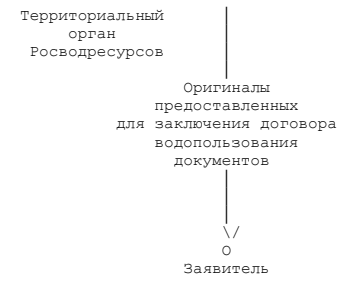 Территориальный
орган
Росводресурсов
Оригиналы
предоставленных
для заключения договора
водопользования
документов
\/
О
Заявитель